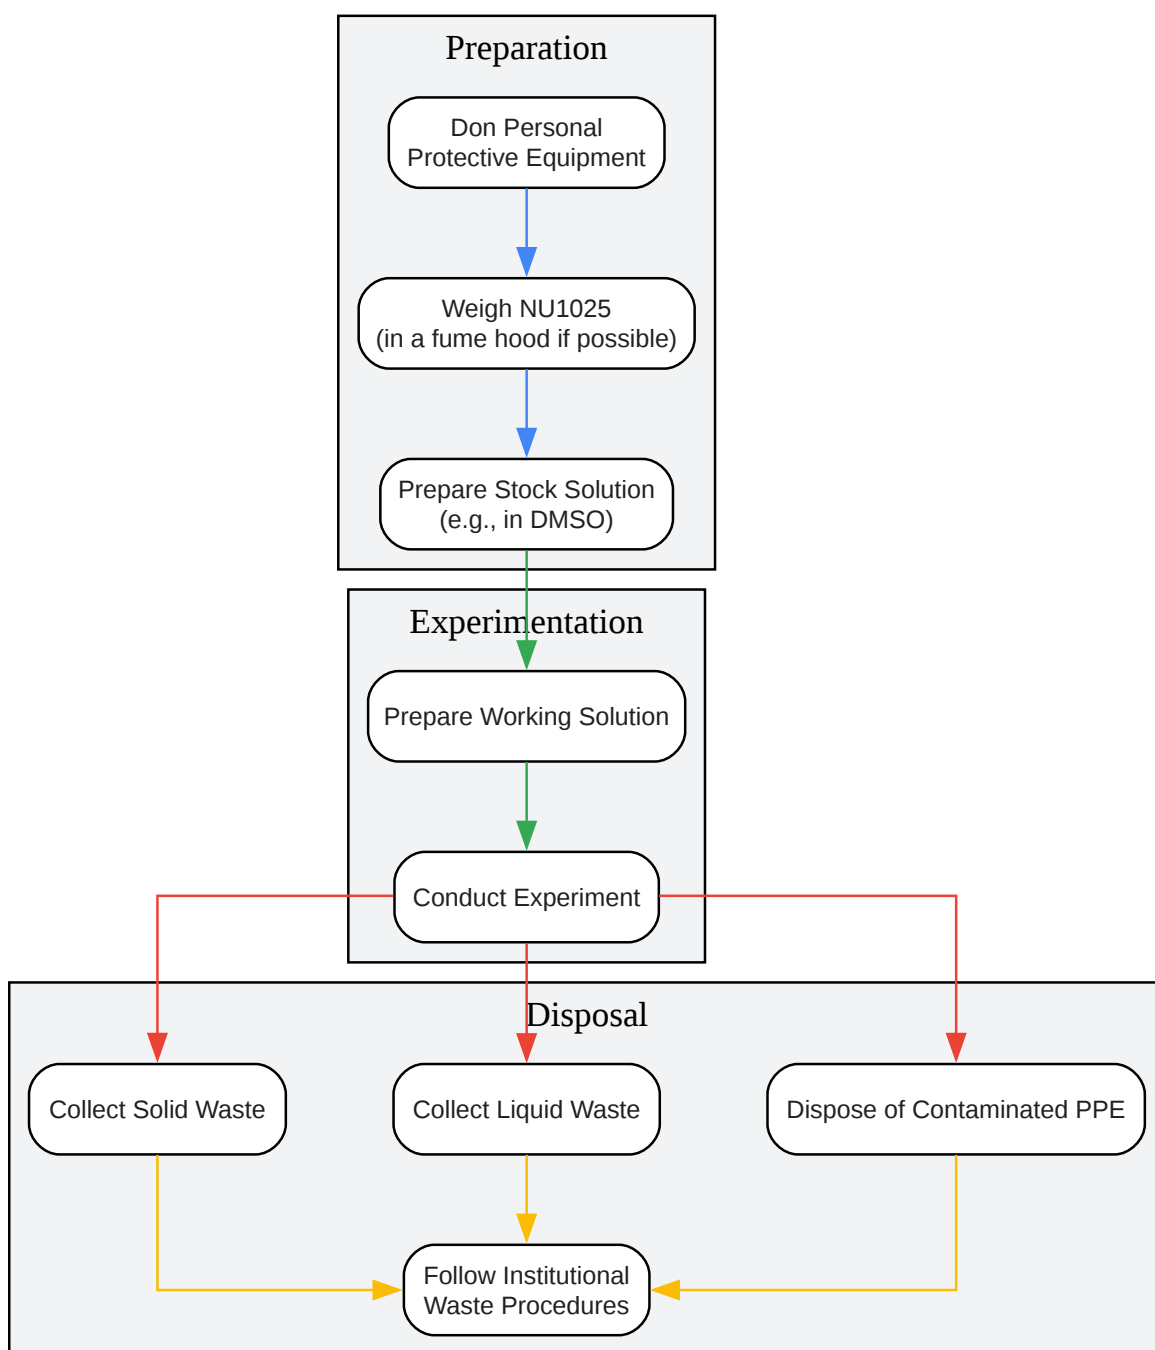 Preparation
Don Personal
Protective Equipment
Weigh NU1025
(in a fume hood if possible)
Prepare Stock Solution
(e.g., in DMSO)
Experimentation
Prepare Working Solution
Conduct Experiment
Disposal
Collect Solid Waste
Collect Liquid Waste
Dispose of Contaminated PPE
Follow Institutional
Waste Procedures